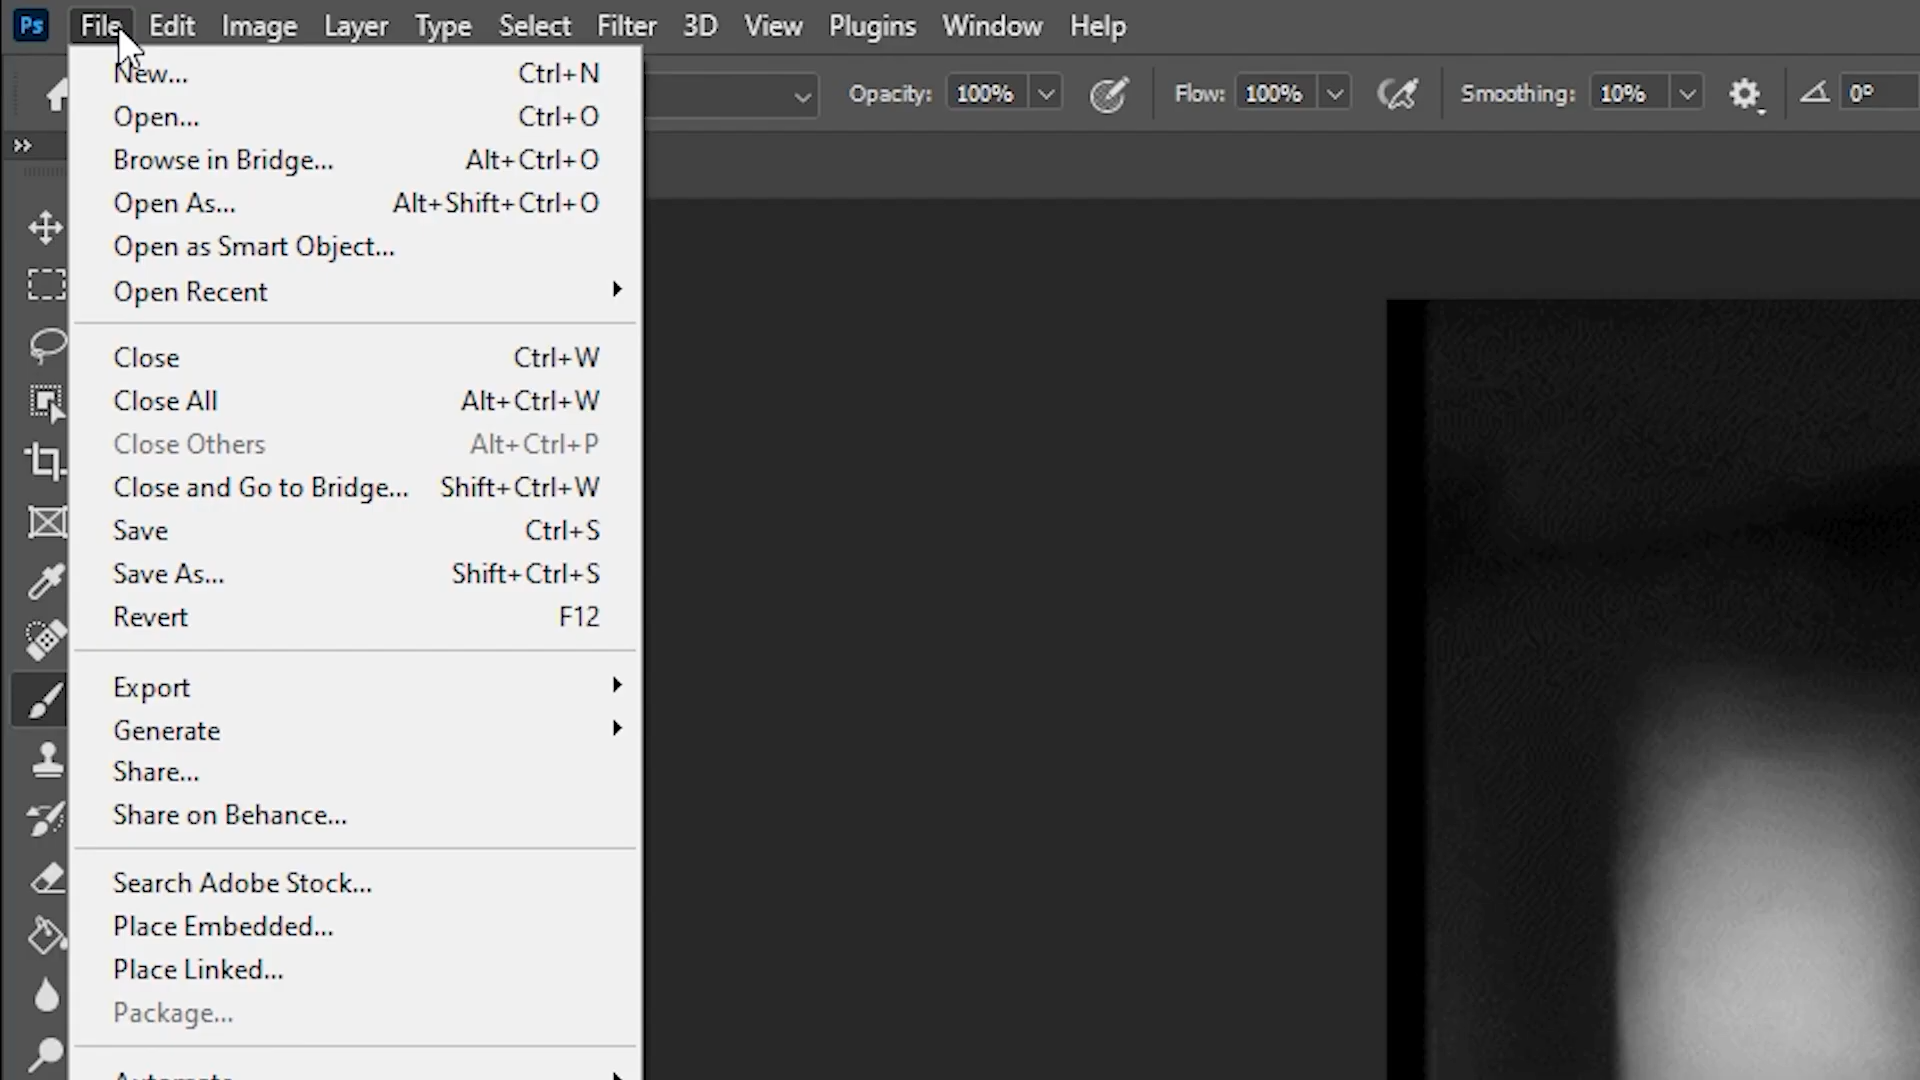 Ps File Edit Image Layer Type Select Filter 3D View Plugins Window Help
Opacity: 100% Flow: 100% Smoothing: 10% 0°
New... Ctrl+N
Open... Ctrl+O
Browse in Bridge... Alt+Ctrl+O
Open As... Alt+Shift+Ctrl+O
Open as Smart Object...
Open Recent
Close Ctrl+W
Close All Alt+Ctrl+W
Close Others Alt+Ctrl+P
Close and Go to Bridge... Shift+Ctrl+W
Save Ctrl+S
Save As... Shift+Ctrl+S
Revert F12
Export
Generate
Share...
Share on Behance...
Search Adobe Stock...
Place Embedded...
Place Linked...
Package...
Automate